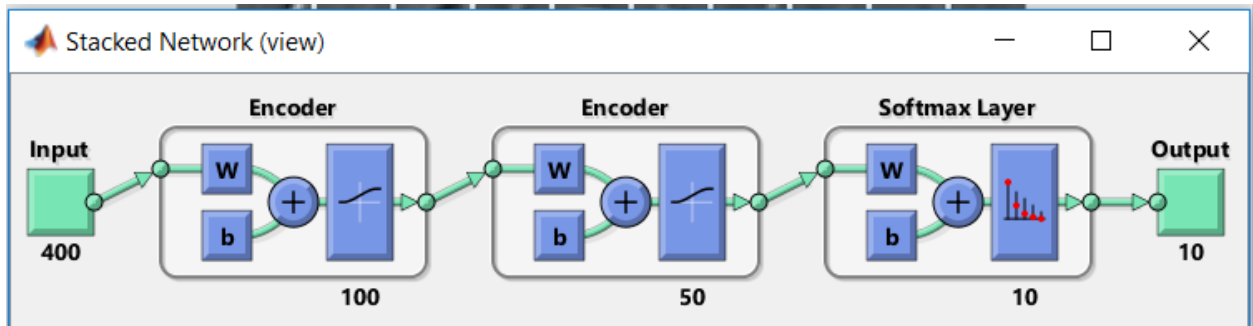 Stacked Network (view)
Encoder Encoder Softmax Layer
Input Output
W W W
b b b
400 10
100 50 10